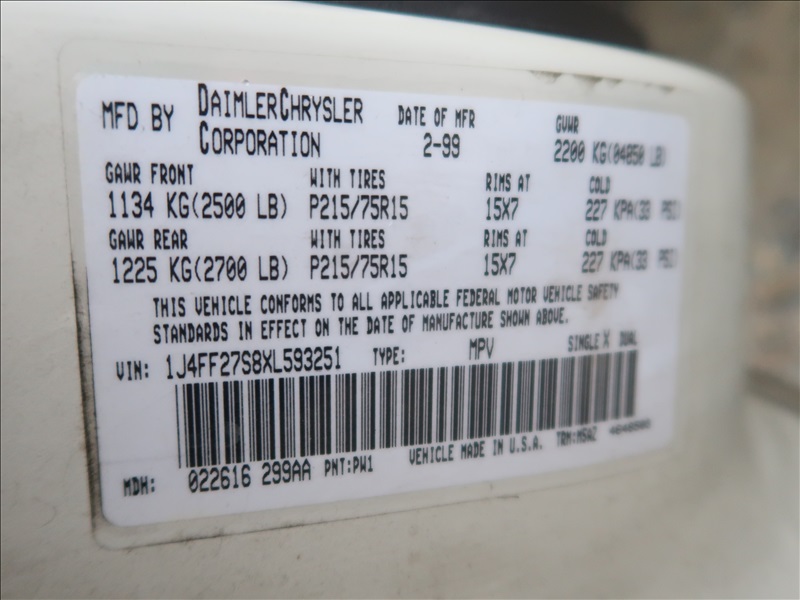 MFD BY DAIMLERCHRYSLER CORPORATION DATE OF MFR 2-99 GVWR 2200 KG(04850 LB)
GAWR FRONT WITH TIRES RIMS AT COLD
1134 KG(2500 LB) P215/75R15 15X7 227 KPA(33 PSI)
GAWR REAR WITH TIRES RIMS AT COLD
1225 KG(2700 LB) P215/75R15 15X7 227 KPA(33 PSI)
THIS VEHICLE CONFORMS TO ALL APPLICABLE FEDERAL MOTOR VEHICLE SAFETY
STANDARDS IN EFFECT ON THE DATE OF MANUFACTURE SHOWN ABOVE.
VIN: 1J4FF27S8XL593251 TYPE: MPV SINGLE X DUAL
MDH: 022616 299AA PNT:PW1 VEHICLE MADE IN U.S.A. TRM:MSAZ